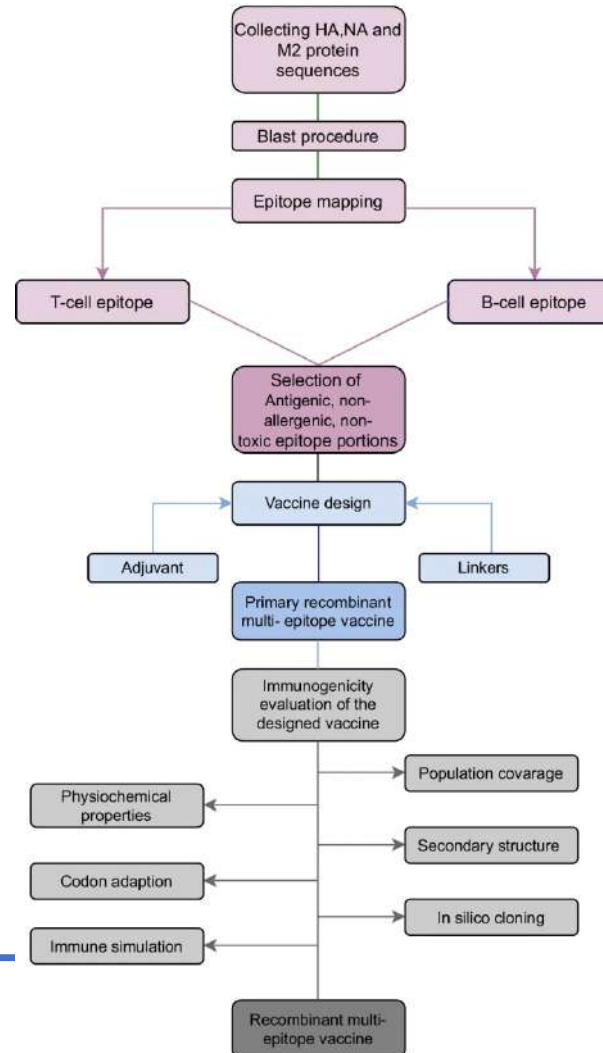 Collecting HA,NA and
M2 protein
sequences
Blast procedure
Epitope mapping
T-cell epitope
B-cell epitope
Selection of
Antigenic, non-
allergenic, non-
toxic epitope portions
Vaccine design
Adjuvant
Linkers
Primary recombinant
multi- epitope vaccine
Immunogenicity
evaluation of the
designed vaccine
Population covarage
Physiochemical
properties
Secondary structure
Codon adaption
In silico cloning
Immune simulation
Recombinant multi-
epitope vaccine